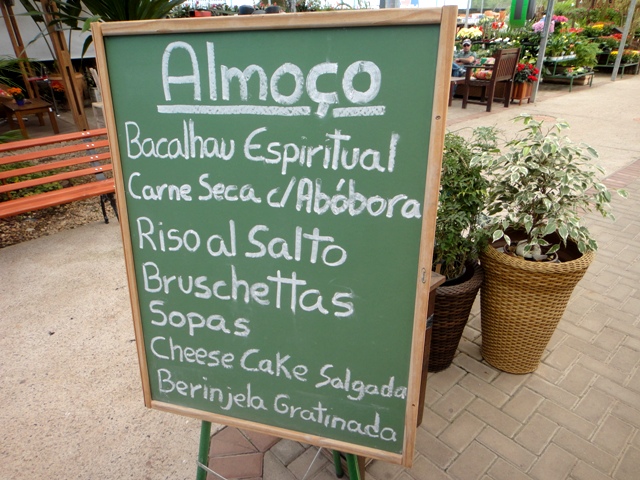 Almoço
Bacalhau Espiritual
Carne Seca c/Abóbora
Riso al Salto
Bruschettas
Sopas
Cheese Cake Salgada
Berinjela Gratinada